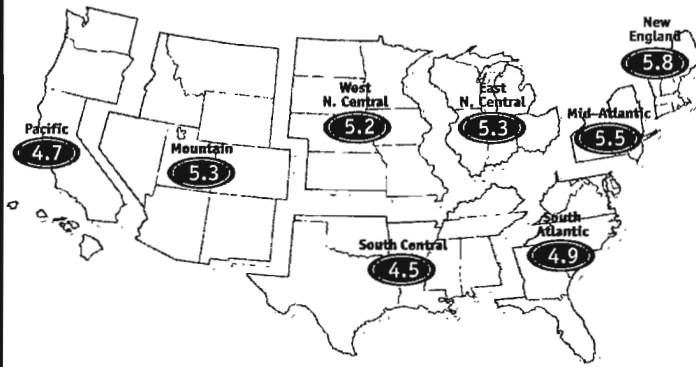 New
England
5.8
West
N. Central
5.2
East
N. Central
5.3
Mid-Atlantic
5.5
Pacific
4.7
Mountain
5.3
South Central
4.5
South
Atlantic
4.9